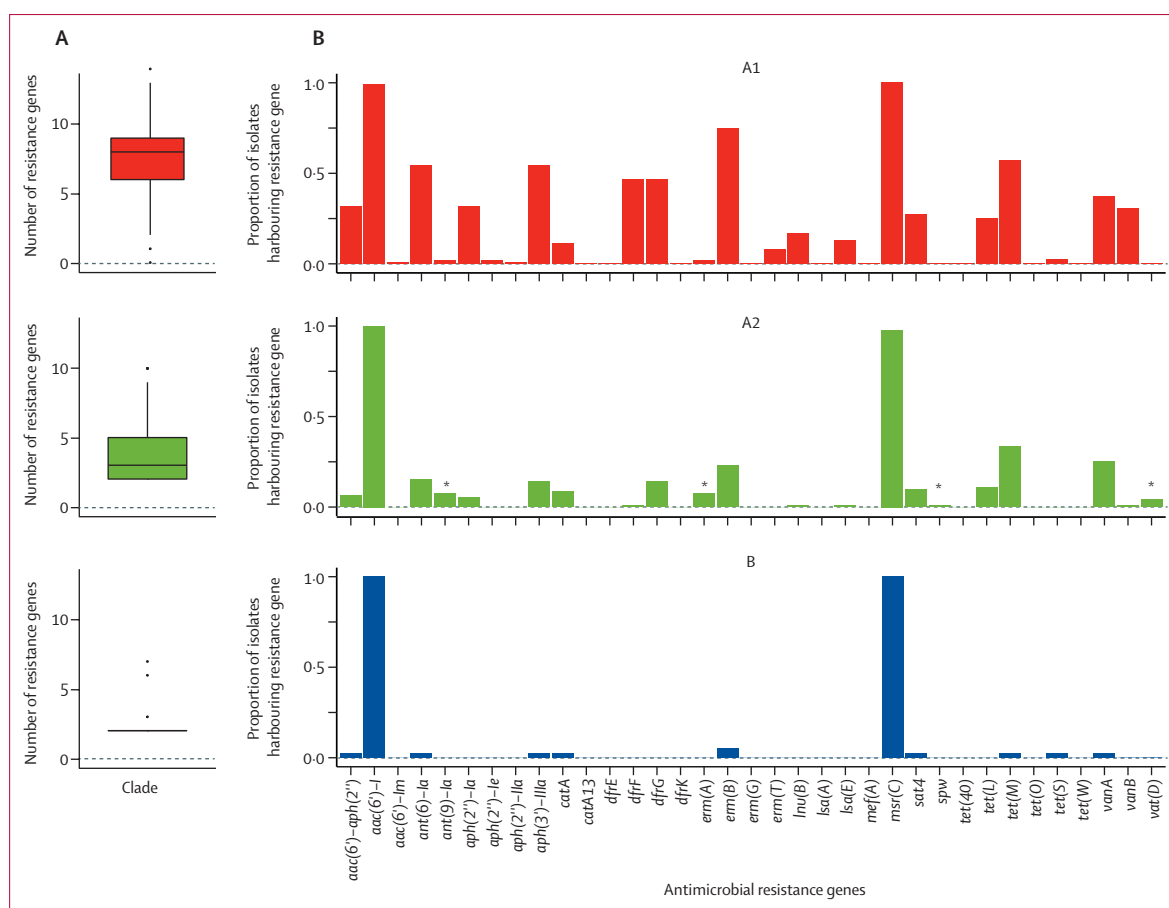 A
B
Number of resistance genes
10
5
0
Proportion of isolates
harbouring resistance gene
A1
1·0
0·5
0·0
Number of resistance genes
10
5
0
Proportion of isolates
harbouring resistance gene
A2
1·0
0·5
0·0
*
*
*
*
Number of resistance genes
10
5
0
Clade
Proportion of isolates
harbouring resistance gene
B
1·0
0·5
0·0
aac(6')–aph(2'')
aac(6')–I
aac(6')–Im
ant(6)–Ia
ant(9)–Ia
aph(2'')–Ia
aph(2'')–Ie
aph(2'')–IIa
aph(3')–IIIa
catA
catA13
dfrE
dfrF
dfrG
dfrK
erm(A)
erm(B)
erm(G)
erm(T)
lnu(B)
lsa(A)
lsa(E)
mef(A)
msr(C)
sat4
spw
tet(40)
tet(L)
tet(M)
tet(O)
tet(S)
tet(W)
vanA
vanB
vat(D)
Antimicrobial resistance genes